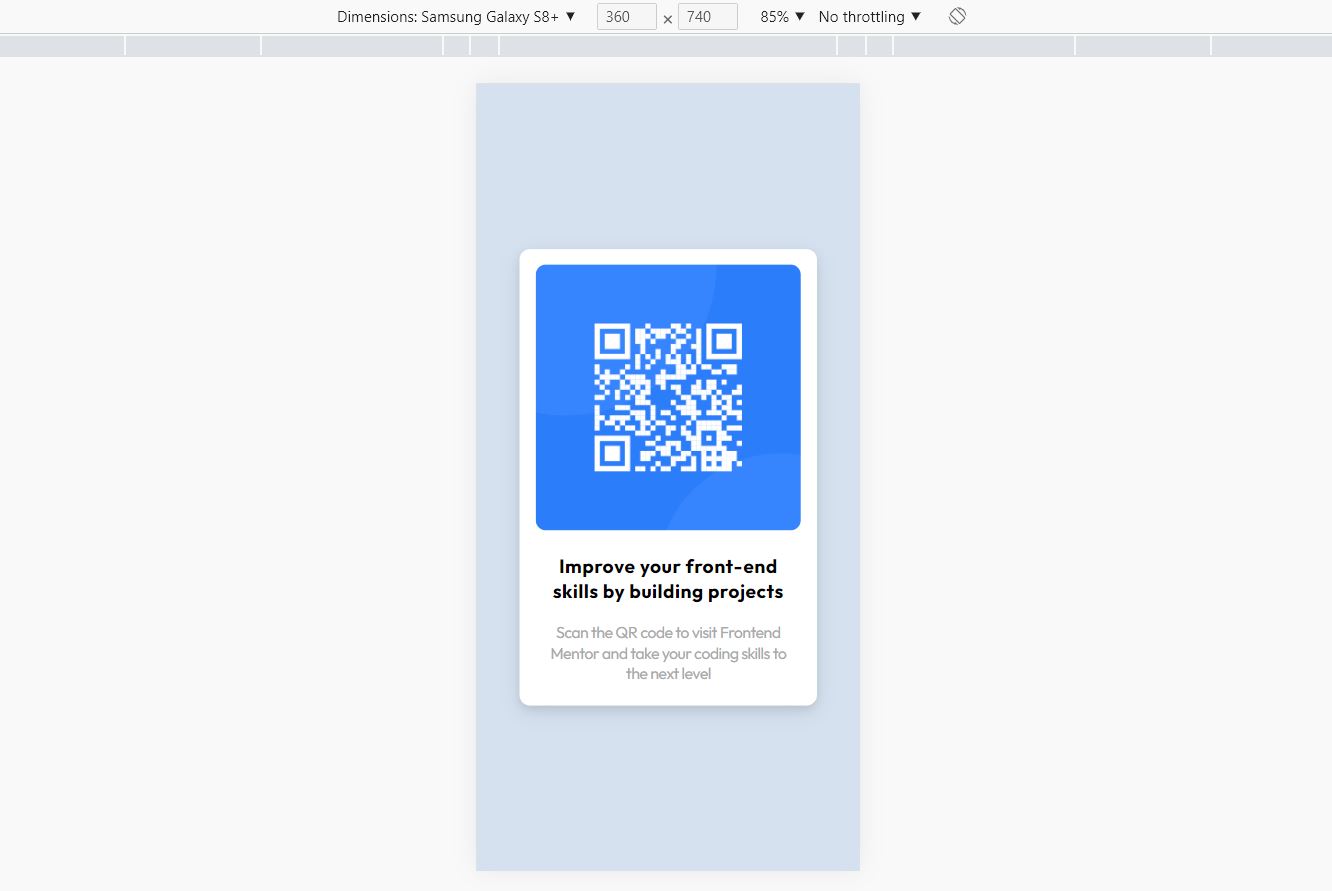 Dimensions: Samsung Galaxy S8+ ▼ 360 × 740 85% ▼ No throttling ▼
Improve your front-end
skills by building projects
Scan the QR code to visit Frontend
Mentor and take your coding skills to
the next level